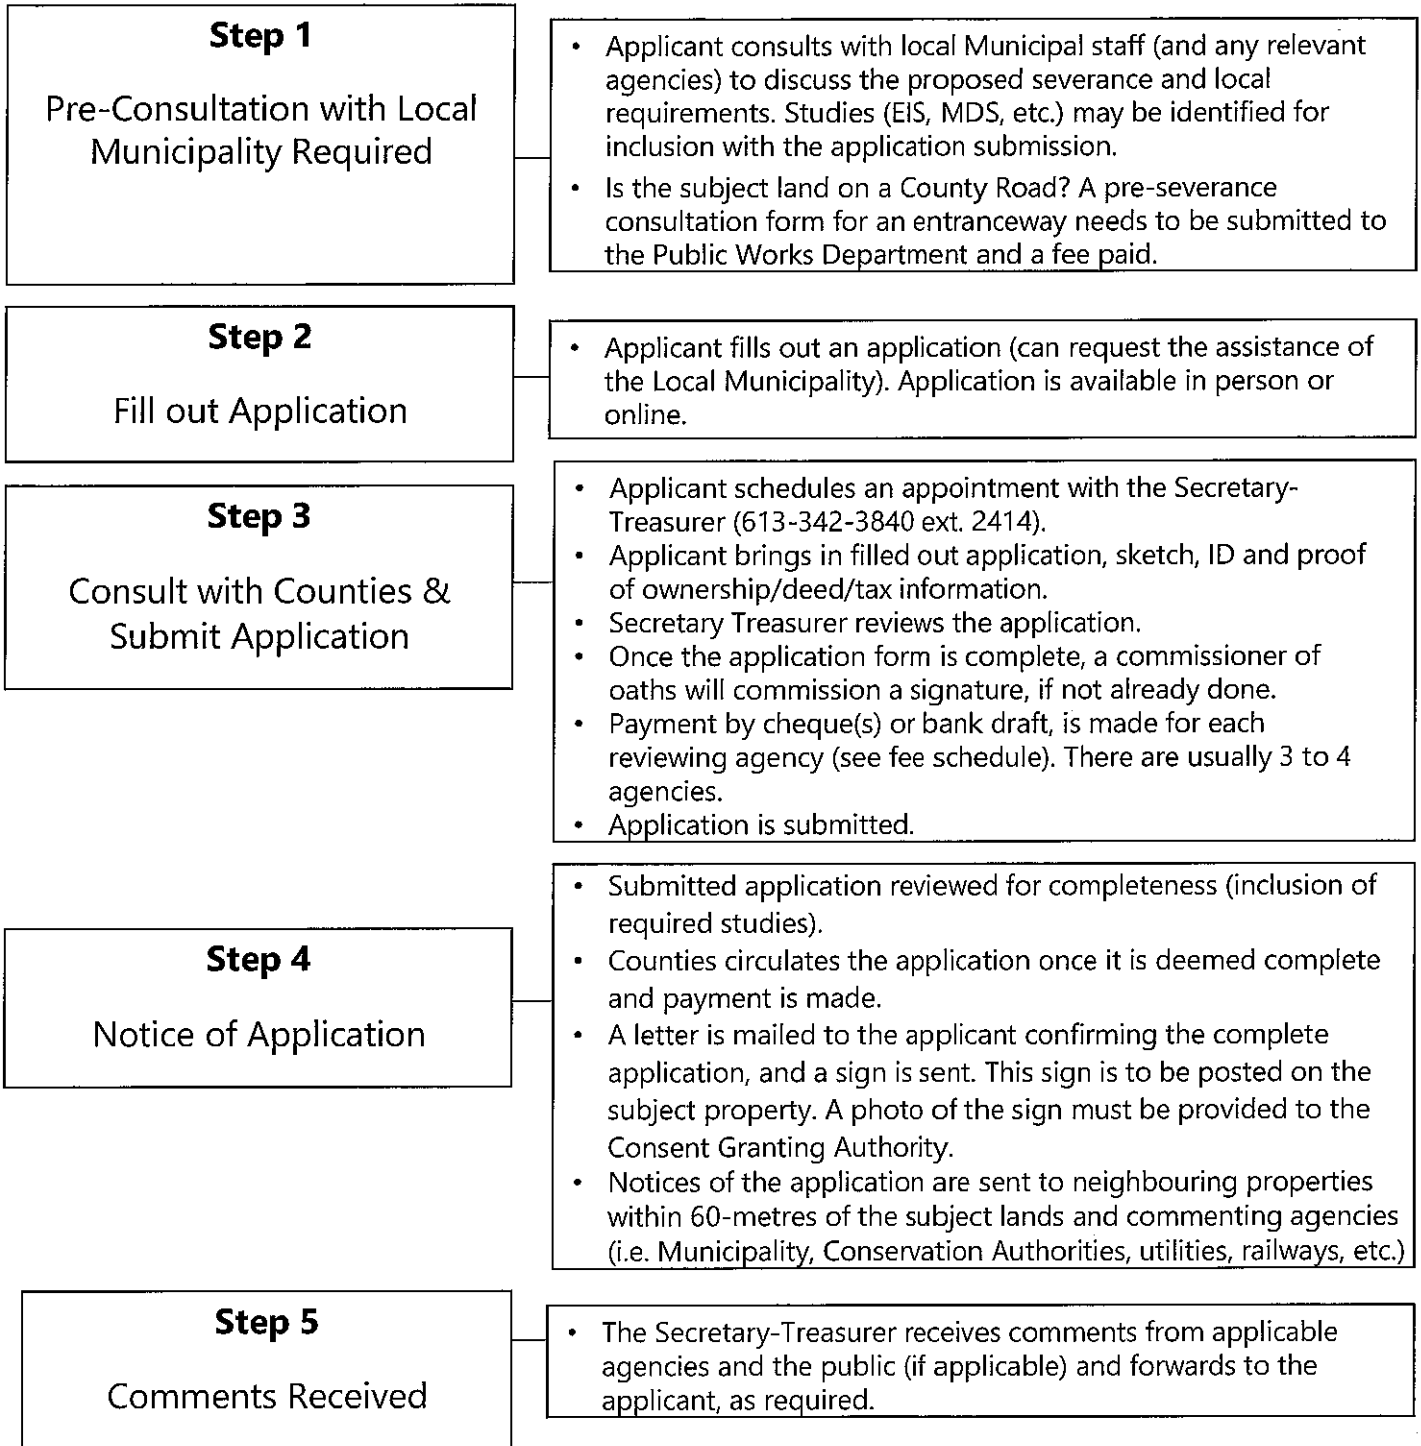 Step 1
Pre-Consultation with Local
Municipality Required
• Applicant consults with local Municipal staff (and any relevant
agencies) to discuss the proposed severance and local
requirements. Studies (EIS, MDS, etc.) may be identified for
inclusion with the application submission.
• Is the subject land on a County Road? A pre-severance
consultation form for an entranceway needs to be submitted to
the Public Works Department and a fee paid.
Step 2
Fill out Application
• Applicant fills out an application (can request the assistance of
the Local Municipality). Application is available in person or
online.
Step 3
Consult with Counties &
Submit Application
• Applicant schedules an appointment with the Secretary-
Treasurer (613-342-3840 ext. 2414).
• Applicant brings in filled out application, sketch, ID and proof
of ownership/deed/tax information.
• Secretary Treasurer reviews the application.
• Once the application form is complete, a commissioner of
oaths will commission a signature, if not already done.
• Payment by cheque(s) or bank draft, is made for each
reviewing agency (see fee schedule). There are usually 3 to 4
agencies.
• Application is submitted.
Step 4
Notice of Application
• Submitted application reviewed for completeness (inclusion of
required studies).
• Counties circulates the application once it is deemed complete
and payment is made.
• A letter is mailed to the applicant confirming the complete
application, and a sign is sent. This sign is to be posted on the
subject property. A photo of the sign must be provided to the
Consent Granting Authority.
• Notices of the application are sent to neighbouring properties
within 60-metres of the subject lands and commenting agencies
(i.e. Municipality, Conservation Authorities, utilities, railways, etc.)
Step 5
Comments Received
• The Secretary-Treasurer receives comments from applicable
agencies and the public (if applicable) and forwards to the
applicant, as required.